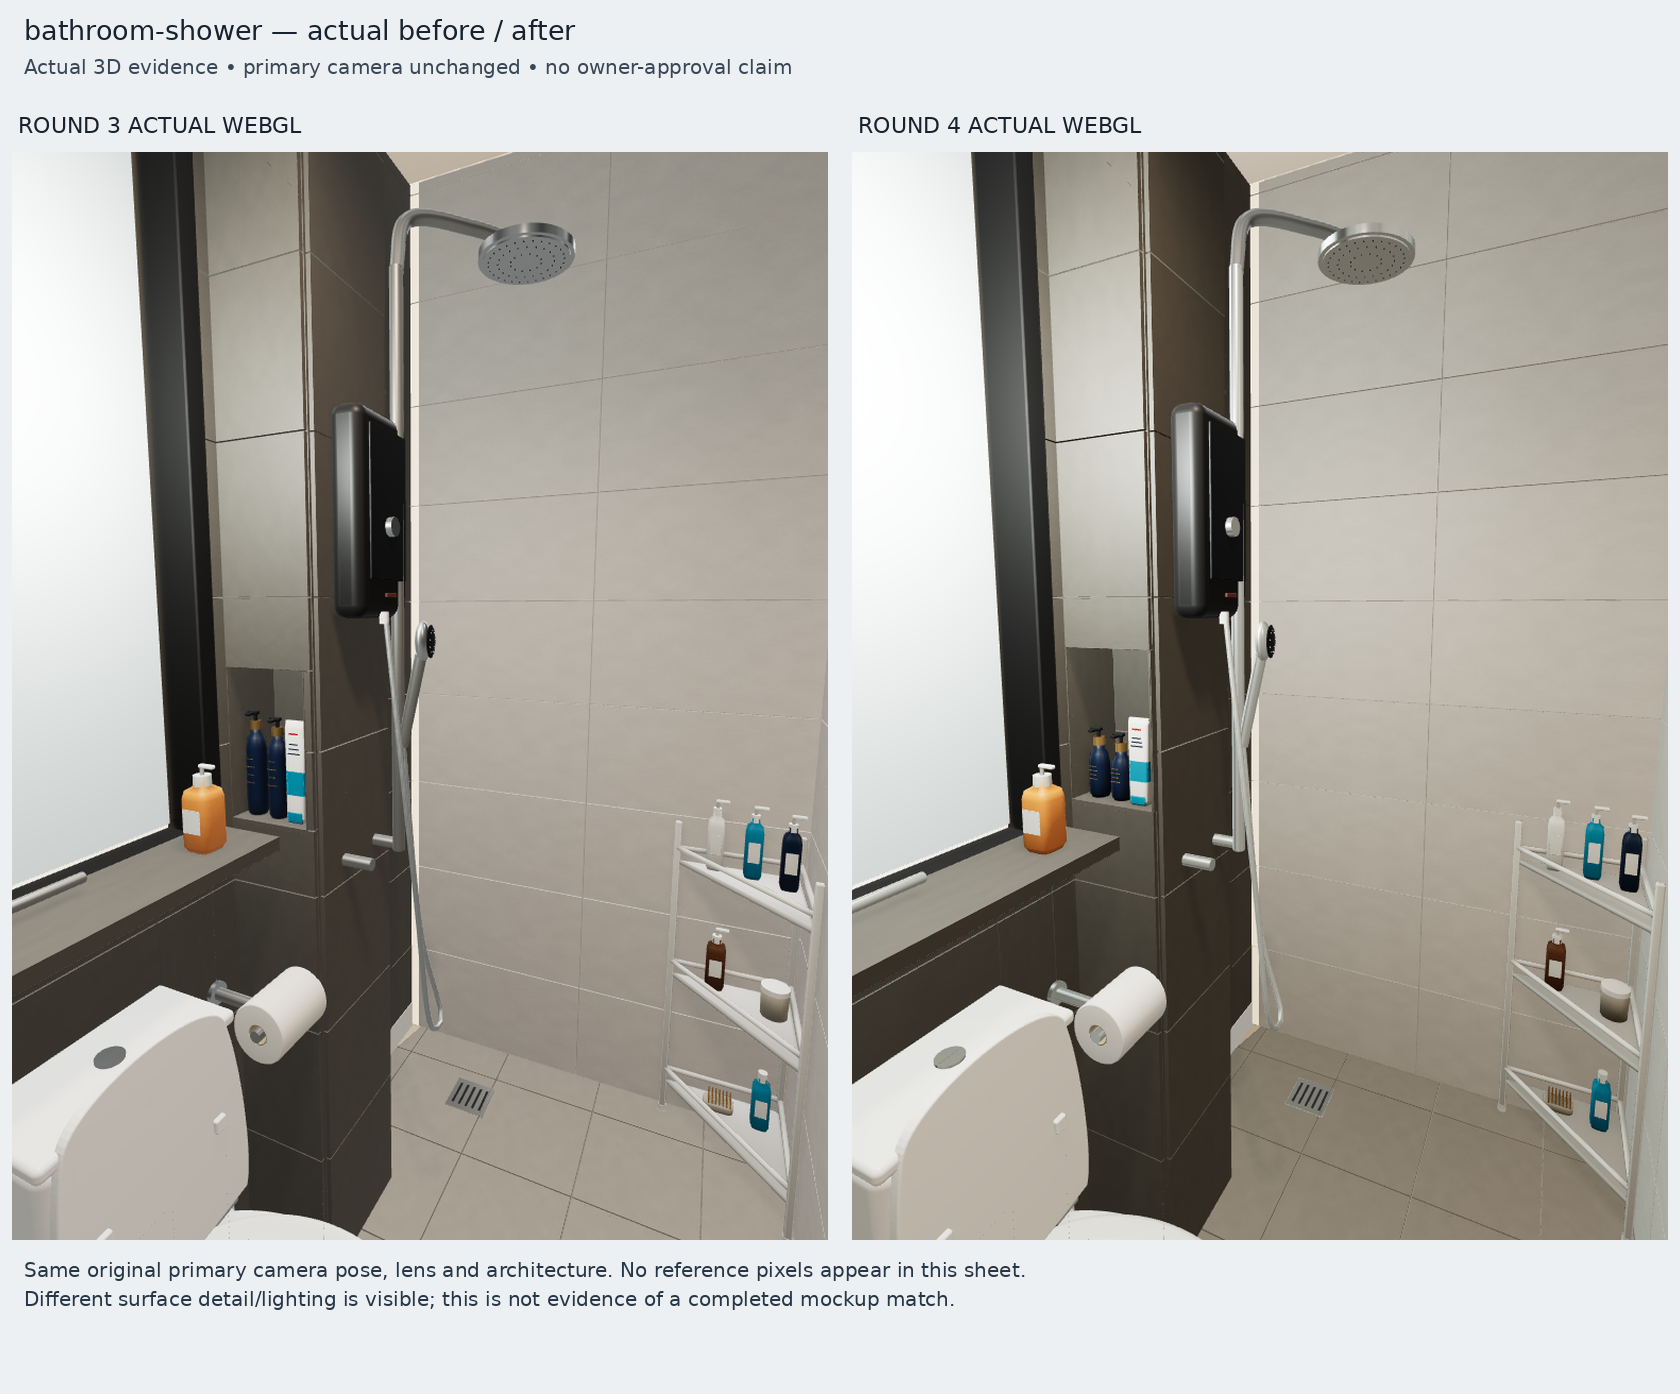 bathroom-shower — actual before / after
Actual 3D evidence • primary camera unchanged • no owner-approval claim
ROUND 3 ACTUAL WEBGL
ROUND 4 ACTUAL WEBGL
Same original primary camera pose, lens and architecture. No reference pixels appear in this sheet.
Different surface detail/lighting is visible; this is not evidence of a completed mockup match.